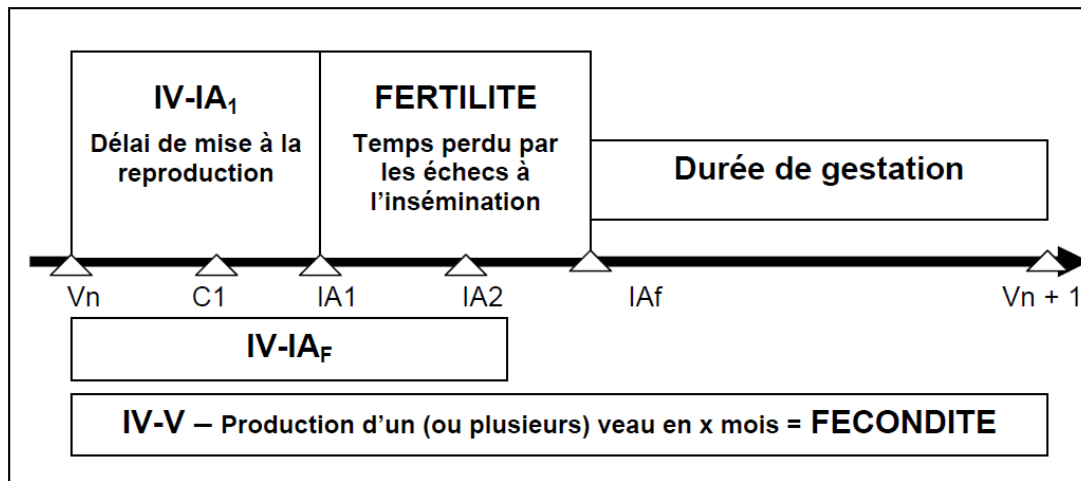 IV-IA₁
Délai de mise à la
reproduction
FERTILITE
Temps perdu par
les échecs à
l'insémination
Durée de gestation
Vn
C1
IA1
IA2
IAf
Vn + 1
IV-IA_F
IV-V – Production d'un (ou plusieurs) veau en x mois = FECONDITE